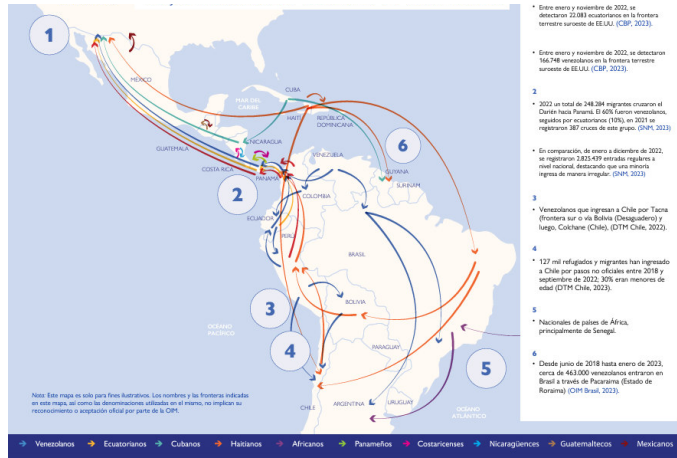 Entre enero y noviembre de 2022, se
detectaron 22.083 ecuatorianos en la frontera
terrestre suroeste de EE.UU. (CBP, 2023).
Entre enero y noviembre de 2022, se detectaron
166.748 venezolanos en la frontera terrestre
suroeste de EE.UU. (CBP, 2023).
2
2022 un total de 248.284 migrantes cruzaron el
Darién hacia Panamá. El 60% fueron venezolanos,
seguidos por ecuatorianos (10%), en 2021 se
registraron 387 cruces de este grupo. (SNM, 2023)
En comparación, de enero a diciembre de 2022,
se registraron 2,825.439 entradas regulares a
nivel nacional, destacando que una minoría
ingresa de manera irregular. (SNM, 2023)
3
Venezolanos que ingresan a Chile por Tacna
(frontera sur o vía Bolivia (Desaguadero) y
luego, Colchane (Chile), (DTM Chile, 2022).
4
127 mil refugiados y migrantes han ingresado
a Chile por pasos no oficiales entre 2018 y
septiembre de 2022; 30% eran menores de
edad (DTM Chile, 2023).
5
Nacionales de países de África,
principalmente de Senegal.
6
Desde junio de 2018 hasta enero de 2023,
cerca de 463.000 venezolanos entraron en
Brasil a través de Pacaraima (Estado de
Roraima) (OIM Brasil, 2023).
1
MÉXICO
CUBA
MAR DEL
CARIBE
HAITÍ
REPÚBLICA
DOMINICANA
6
NICARAGUA
GUATEMALA
VENEZUELA
COSTA RICA
PANAMÁ
GUYANA
SURINAM
2
COLOMBIA
ECUADOR
PERÚ
BRASIL
3
BOLIVIA
OCÉANO
PACÍFICO
4
PARAGUAY
5
CHILE
ARGENTINA
URUGUAY
OCÉANO
ATLÁNTICO
Nota: Este mapa es solo para fines ilustrativos. Los nombres y las fronteras indicadas
en este mapa, así como las denominaciones utilizadas en el mismo, no implican su
reconocimiento o aceptación oficial por parte de la OIM.
Venezolanos Ecuatorianos Cubanos Haitianos Africanos Panameños Costaricenses Nicaragüences Guatemaltecos Mexicanos